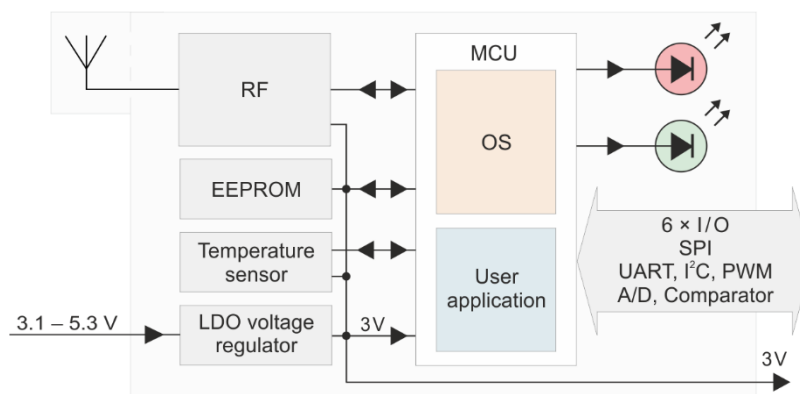 RF
MCU
OS
EEPROM
6 × I/O
SPI
UART, I²C, PWM
A/D, Comparator
Temperature
sensor
User
application
3.1 – 5.3 V
LDO voltage
regulator
3V
3V